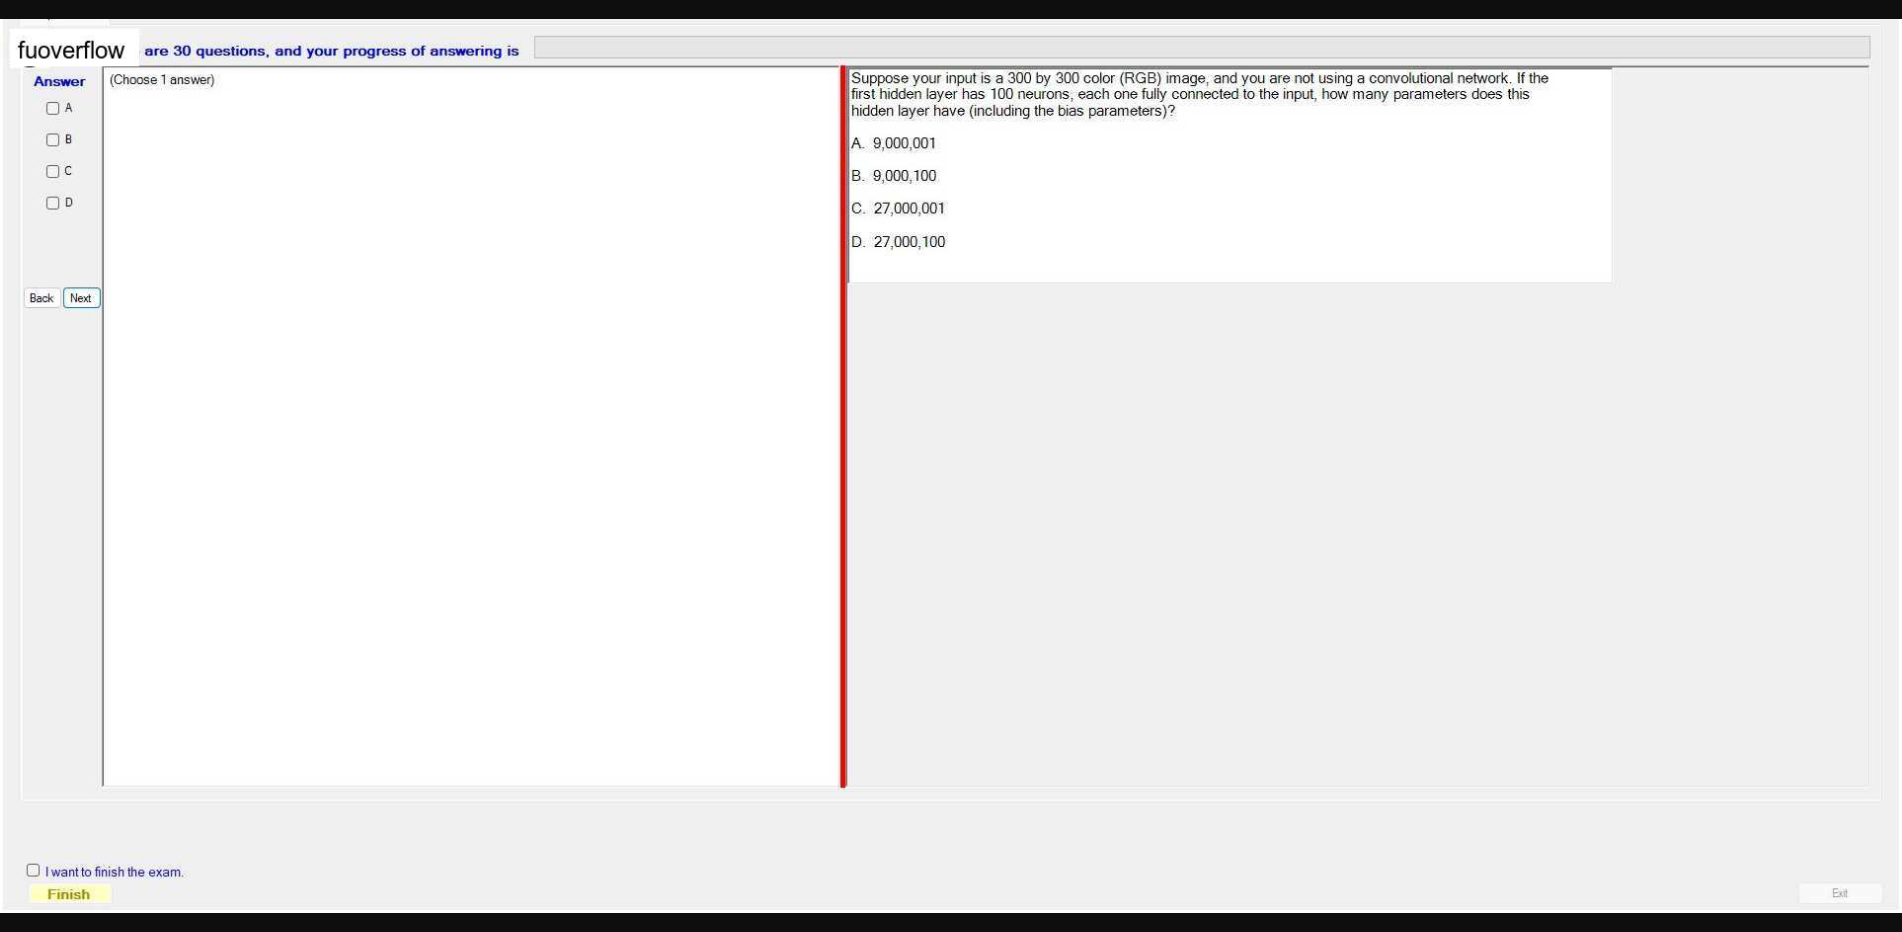 fuoverflow are 30 questions, and your progress of answering is
Answer
(Choose 1 answer)
A
B
C
D
Back Next
Suppose your input is a 300 by 300 color (RGB) image, and you are not using a convolutional network. If the
first hidden layer has 100 neurons, each one fully connected to the input, how many parameters does this
hidden layer have (including the bias parameters)?
A. 9,000,001
B. 9,000,100
C. 27,000,001
D. 27,000,100
I want to finish the exam.
Finish
Exit